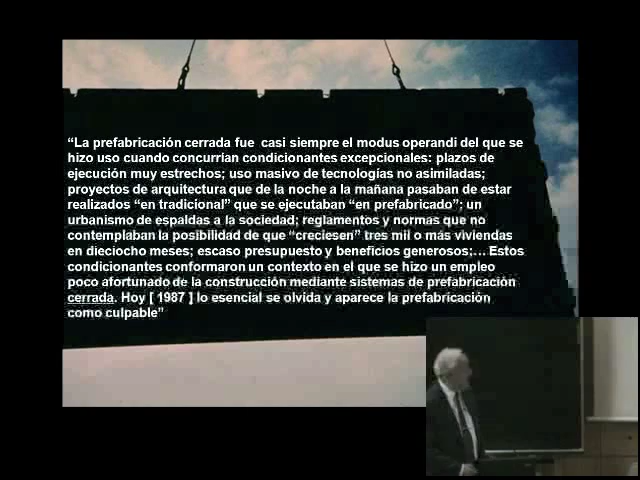 “La prefabricación cerrada fue casi siempre el modus operandi del que se
hizo uso cuando concurrían condicionantes excepcionales: plazos de
ejecución muy estrechos; uso masivo de tecnologías no asimiladas;
proyectos de arquitectura que de la noche a la mañana pasaban de estar
realizados “en tradicional” que se ejecutaban “en prefabricado”; un
urbanismo de espaldas a la sociedad; reglamentos y normas que no
contemplaban la posibilidad de que “creciesen” tres mil o más viviendas
en dieciocho meses; escaso presupuesto y beneficios generosos;… Estos
condicionantes conformaron un contexto en el que se hizo un empleo
poco afortunado de la construcción mediante sistemas de prefabricación
cerrada. Hoy [ 1987 ] lo esencial se olvida y aparece la prefabricación
como culpable”